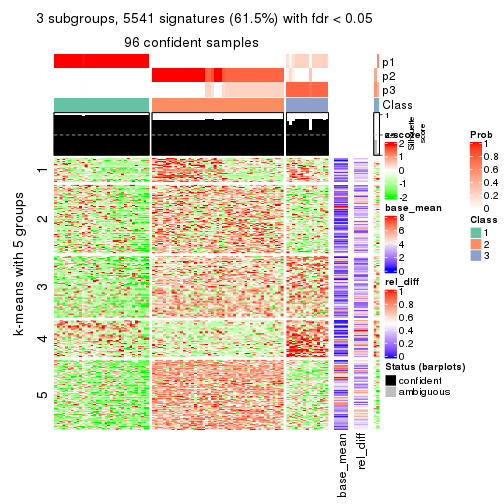 3 subgroups, 5541 signatures (61.5%) with fdr < 0.05
96 confident samples
p1
p2
p3
Class
1
Silhouette
score
k-means with 5 groups
1
2
3
4
5
base_mean
rel_diff
z-score
2
1
0
-1
-2
base_mean
8
6
4
2
0
rel_diff
1
0.8
0.6
0.4
0.2
0
Status (barplots)
confident
ambiguous
Prob
1
0.8
0.6
0.4
0.2
0
Class
1
2
3